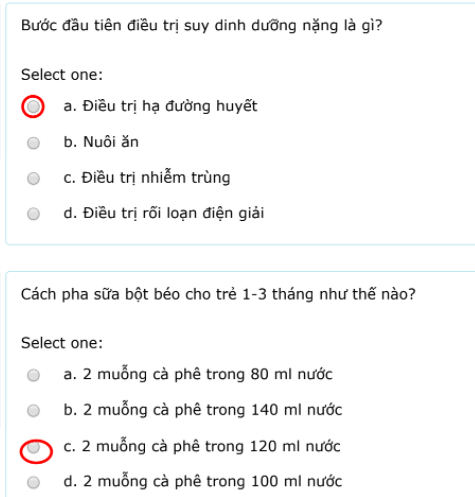 Bước đầu tiên điều trị suy dinh dưỡng nặng là gì?
Select one:
a. Điều trị hạ đường huyết
b. Nuôi ăn
c. Điều trị nhiễm trùng
d. Điều trị rối loạn điện giải
Cách pha sữa bột béo cho trẻ 1-3 tháng như thế nào?
Select one:
a. 2 muỗng cà phê trong 80 ml nước
b. 2 muỗng cà phê trong 140 ml nước
c. 2 muỗng cà phê trong 120 ml nước
d. 2 muỗng cà phê trong 100 ml nước